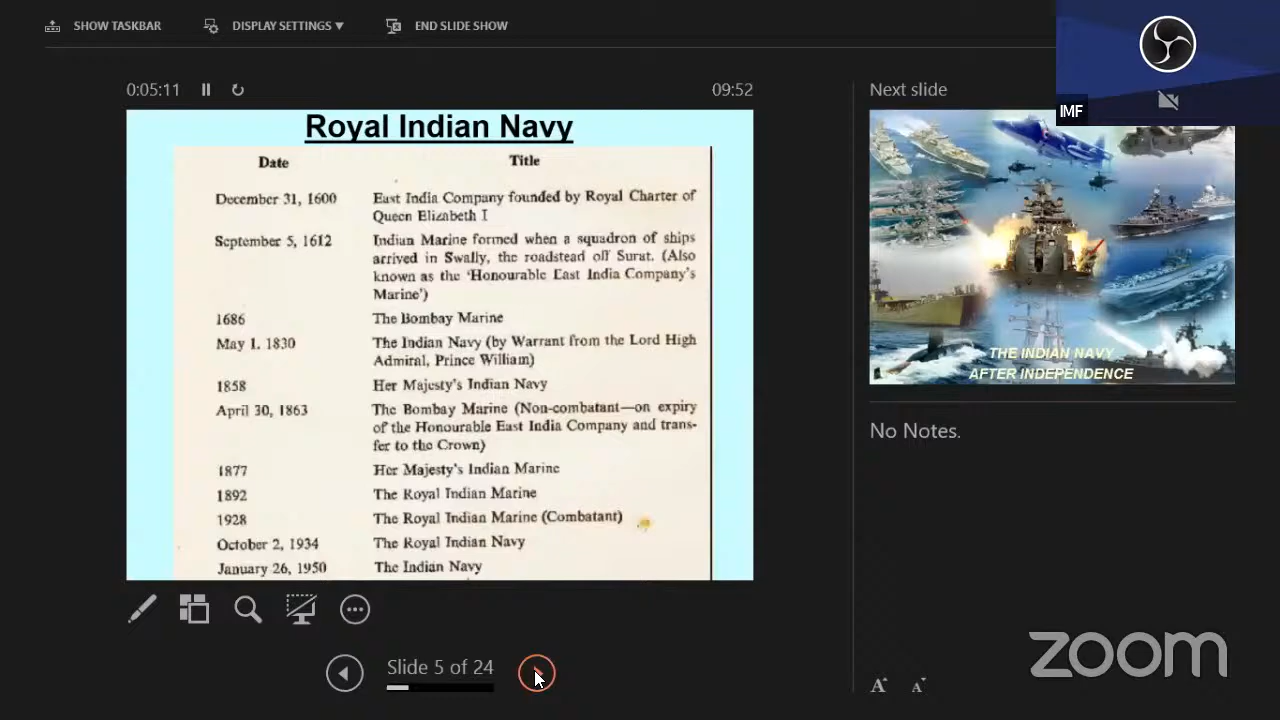 SHOW TASKBAR
DISPLAY SETTINGS ▼
END SLIDE SHOW
IMF
0:05:11
09:52
Next slide
Royal Indian Navy
Date Title
December 31, 1600 East India Company founded by Royal Charter of
Queen Elizabeth I
September 5, 1612 Indian Marine formed when a squadron of ships
arrived in Swally, the roadstead off Surat. (Also
known as the 'Honourable East India Company's
Marine')
1686 The Bombay Marine
May 1. 1830 The Indian Navy (by Warrant from the Lord High
Admiral, Prince William)
1858 Her Majesty's Indian Navy
April 30, 1863 The Bombay Marine (Non-combatant—on expiry
of the Honourable East India Company and trans-
fer to the Crown)
1877 Her Majesty's Indian Marine
1892 The Royal Indian Marine
1928 The Royal Indian Marine (Combatant)
October 2, 1934 The Royal Indian Navy
January 26, 1950 The Indian Navy
THE INDIAN NAVY
AFTER INDEPENDENCE
No Notes.
Slide 5 of 24
A A
zoom